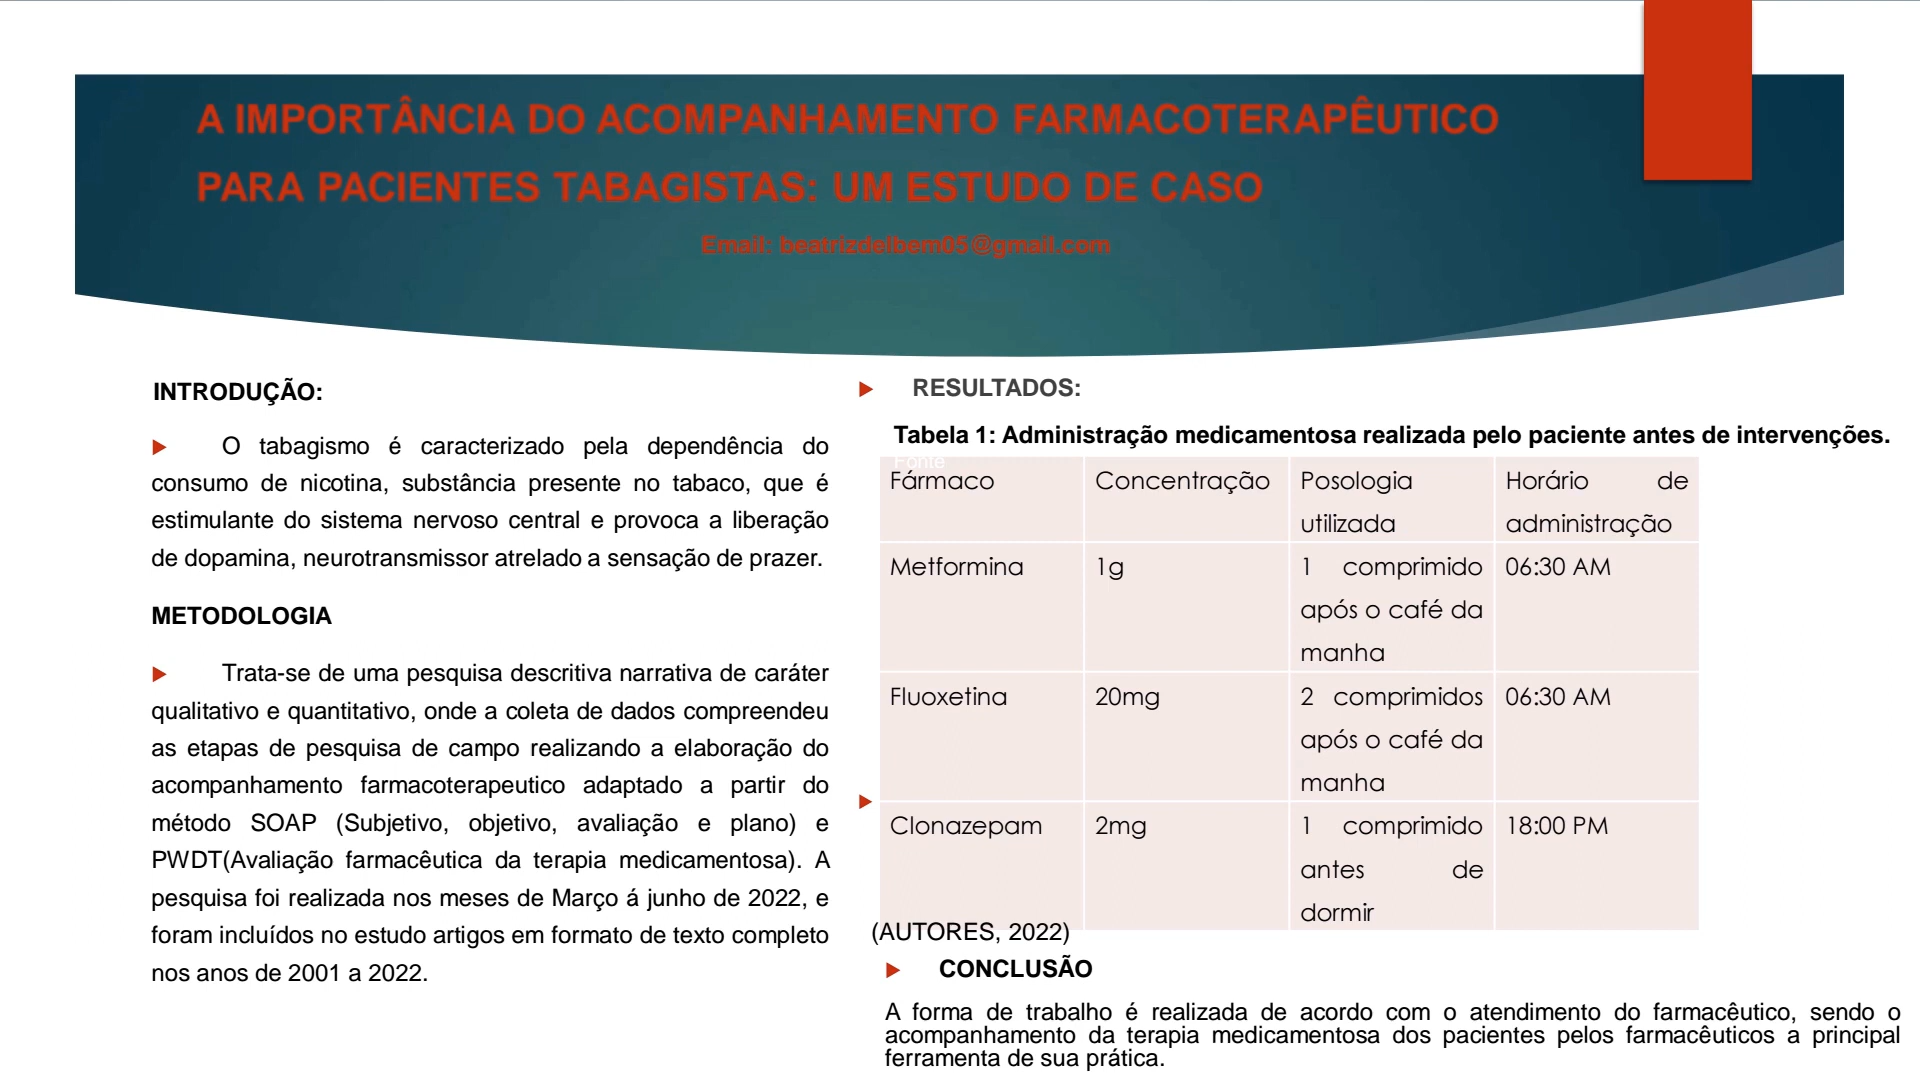 A IMPORTÂNCIA DO ACOMPANHAMENTO FARMACOTERAPÊUTICO
PARA PACIENTES TABAGISTAS: UM ESTUDO DE CASO
Email: beatrizdelbem05@gmail.com
INTRODUÇÃO:
O tabagismo é caracterizado pela dependência do
consumo de nicotina, substância presente no tabaco, que é
estimulante do sistema nervoso central e provoca a liberação
de dopamina, neurotransmissor atrelado a sensação de prazer.
METODOLOGIA
Trata-se de uma pesquisa descritiva narrativa de caráter
qualitativo e quantitativo, onde a coleta de dados compreendeu
as etapas de pesquisa de campo realizando a elaboração do
acompanhamento farmacoterapeutico adaptado a partir do
método SOAP (Subjetivo, objetivo, avaliação e plano) e
PWDT(Avaliação farmacêutica da terapia medicamentosa). A
pesquisa foi realizada nos meses de Março á junho de 2022, e
foram incluídos no estudo artigos em formato de texto completo
nos anos de 2001 a 2022.
RESULTADOS:
Tabela 1: Administração medicamentosa realizada pelo paciente antes de intervenções.
Fonte
Fármaco Concentração Posologia Horário de
utilizada administração
Metformina 1g 1 comprimido 06:30 AM
após o café da
manha
Fluoxetina 20mg 2 comprimidos 06:30 AM
após o café da
manha
Clonazepam 2mg 1 comprimido 18:00 PM
antes de
dormir
(AUTORES, 2022)
CONCLUSÃO
A forma de trabalho é realizada de acordo com o atendimento do farmacêutico, sendo o
acompanhamento da terapia medicamentosa dos pacientes pelos farmacêuticos a principal
ferramenta de sua prática.